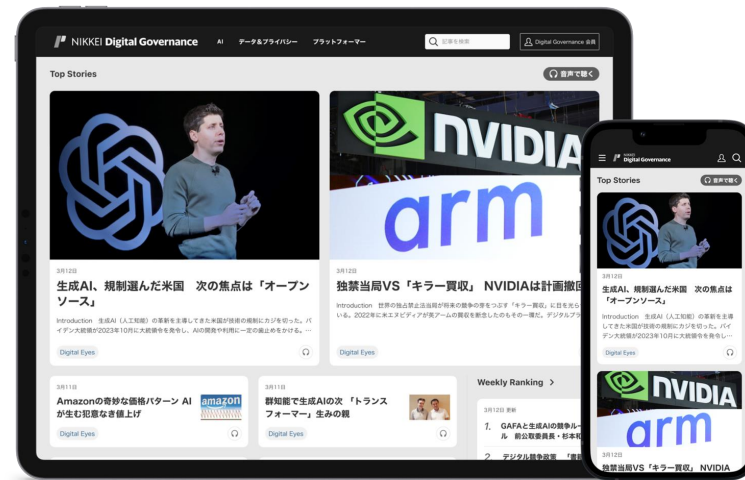 NIKKEI Digital Governance
AI
データ&プライバシー
プラットフォーマー
記事を検索
Digital Governance 会員
Top Stories
音声で聴く
3月12日
生成AI、規制選んだ米国　次の焦点は「オープン
ソース」
Introduction　生成AI（人工知能）の革新を主導してきた米国が技術の規制にカジを切った。バ
イデン大統領が2023年10月に大統領令を発令し、AIの開発や利用に一定の歯止めをかける。…
Digital Eyes
NVIDIA
arm
3月12日
独禁当局VS「キラー買収」 NVIDIAは計画撤回
Introduction　世界の独占禁止法当局が将来の競争の芽をつぶす「キラー買収」に目を光ら
いる。2022年に米エヌビディアが英アームの買収を断念したのもその一環だ。デジタルプラ
Digital Eyes
3月11日
Amazonの奇妙な価格パターン AI
が生む犯意なき値上げ
amazon
Digital Eyes
3月11日
群知能で生成AIの次 「トランス
フォーマー」生みの親
Digital Eyes
Weekly Ranking
3月12日 更新
1. GAFAと生成AIの競争ルー
ル　前公取委員長・杉本和
2. デジタル競争政策
NIKKEI
Digital Governance
Top Stories
音声で聴く
3月12日
生成AI、規制選んだ米国　次の焦点は
「オープンソース」
Introduction　生成AI（人工知能）の革新を主導
してきた米国が技術の規制にカジを切った。バイ
デン大統領が2023年10月に大統領令を発令し…
Digital Eyes
NVIDIA
arm
3月12日
独禁当局VS「キラー買収」 NVIDIA